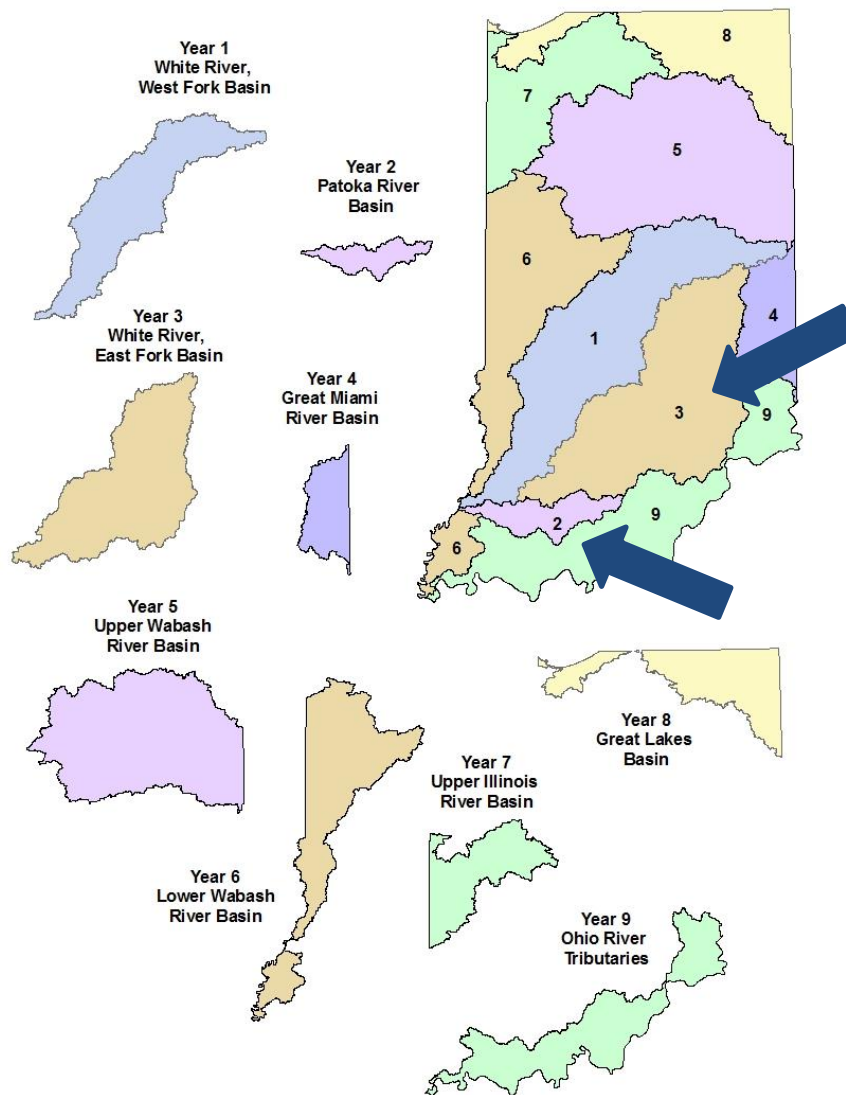 Year 1
White River,
West Fork Basin
Year 2
Patoka River
Basin
Year 3
White River,
East Fork Basin
Year 4
Great Miami
River Basin
8
7
5
6
1
4
3
9
2
9
6
Year 5
Upper Wabash
River Basin
Year 6
Lower Wabash
River Basin
Year 7
Upper Illinois
River Basin
Year 8
Great Lakes
Basin
Year 9
Ohio River
Tributaries